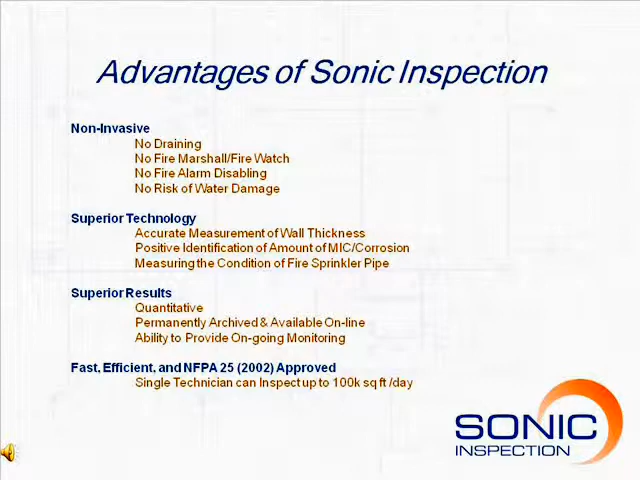 Advantages of Sonic Inspection
Non-Invasive
No Draining
No Fire Marshall/Fire Watch
No Fire Alarm Disabling
No Risk of Water Damage
Superior Technology
Accurate Measurement of Wall Thickness
Positive Identification of Amount of MIC/Corrosion
Measuring the Condition of Fire Sprinkler Pipe
Superior Results
Quantitative
Permanently Archived & Available On-line
Ability to Provide On-going Monitoring
Fast, Efficient, and NFPA 25 (2002) Approved
Single Technician can Inspect up to 100k sq ft /day
SONIC
INSPECTION